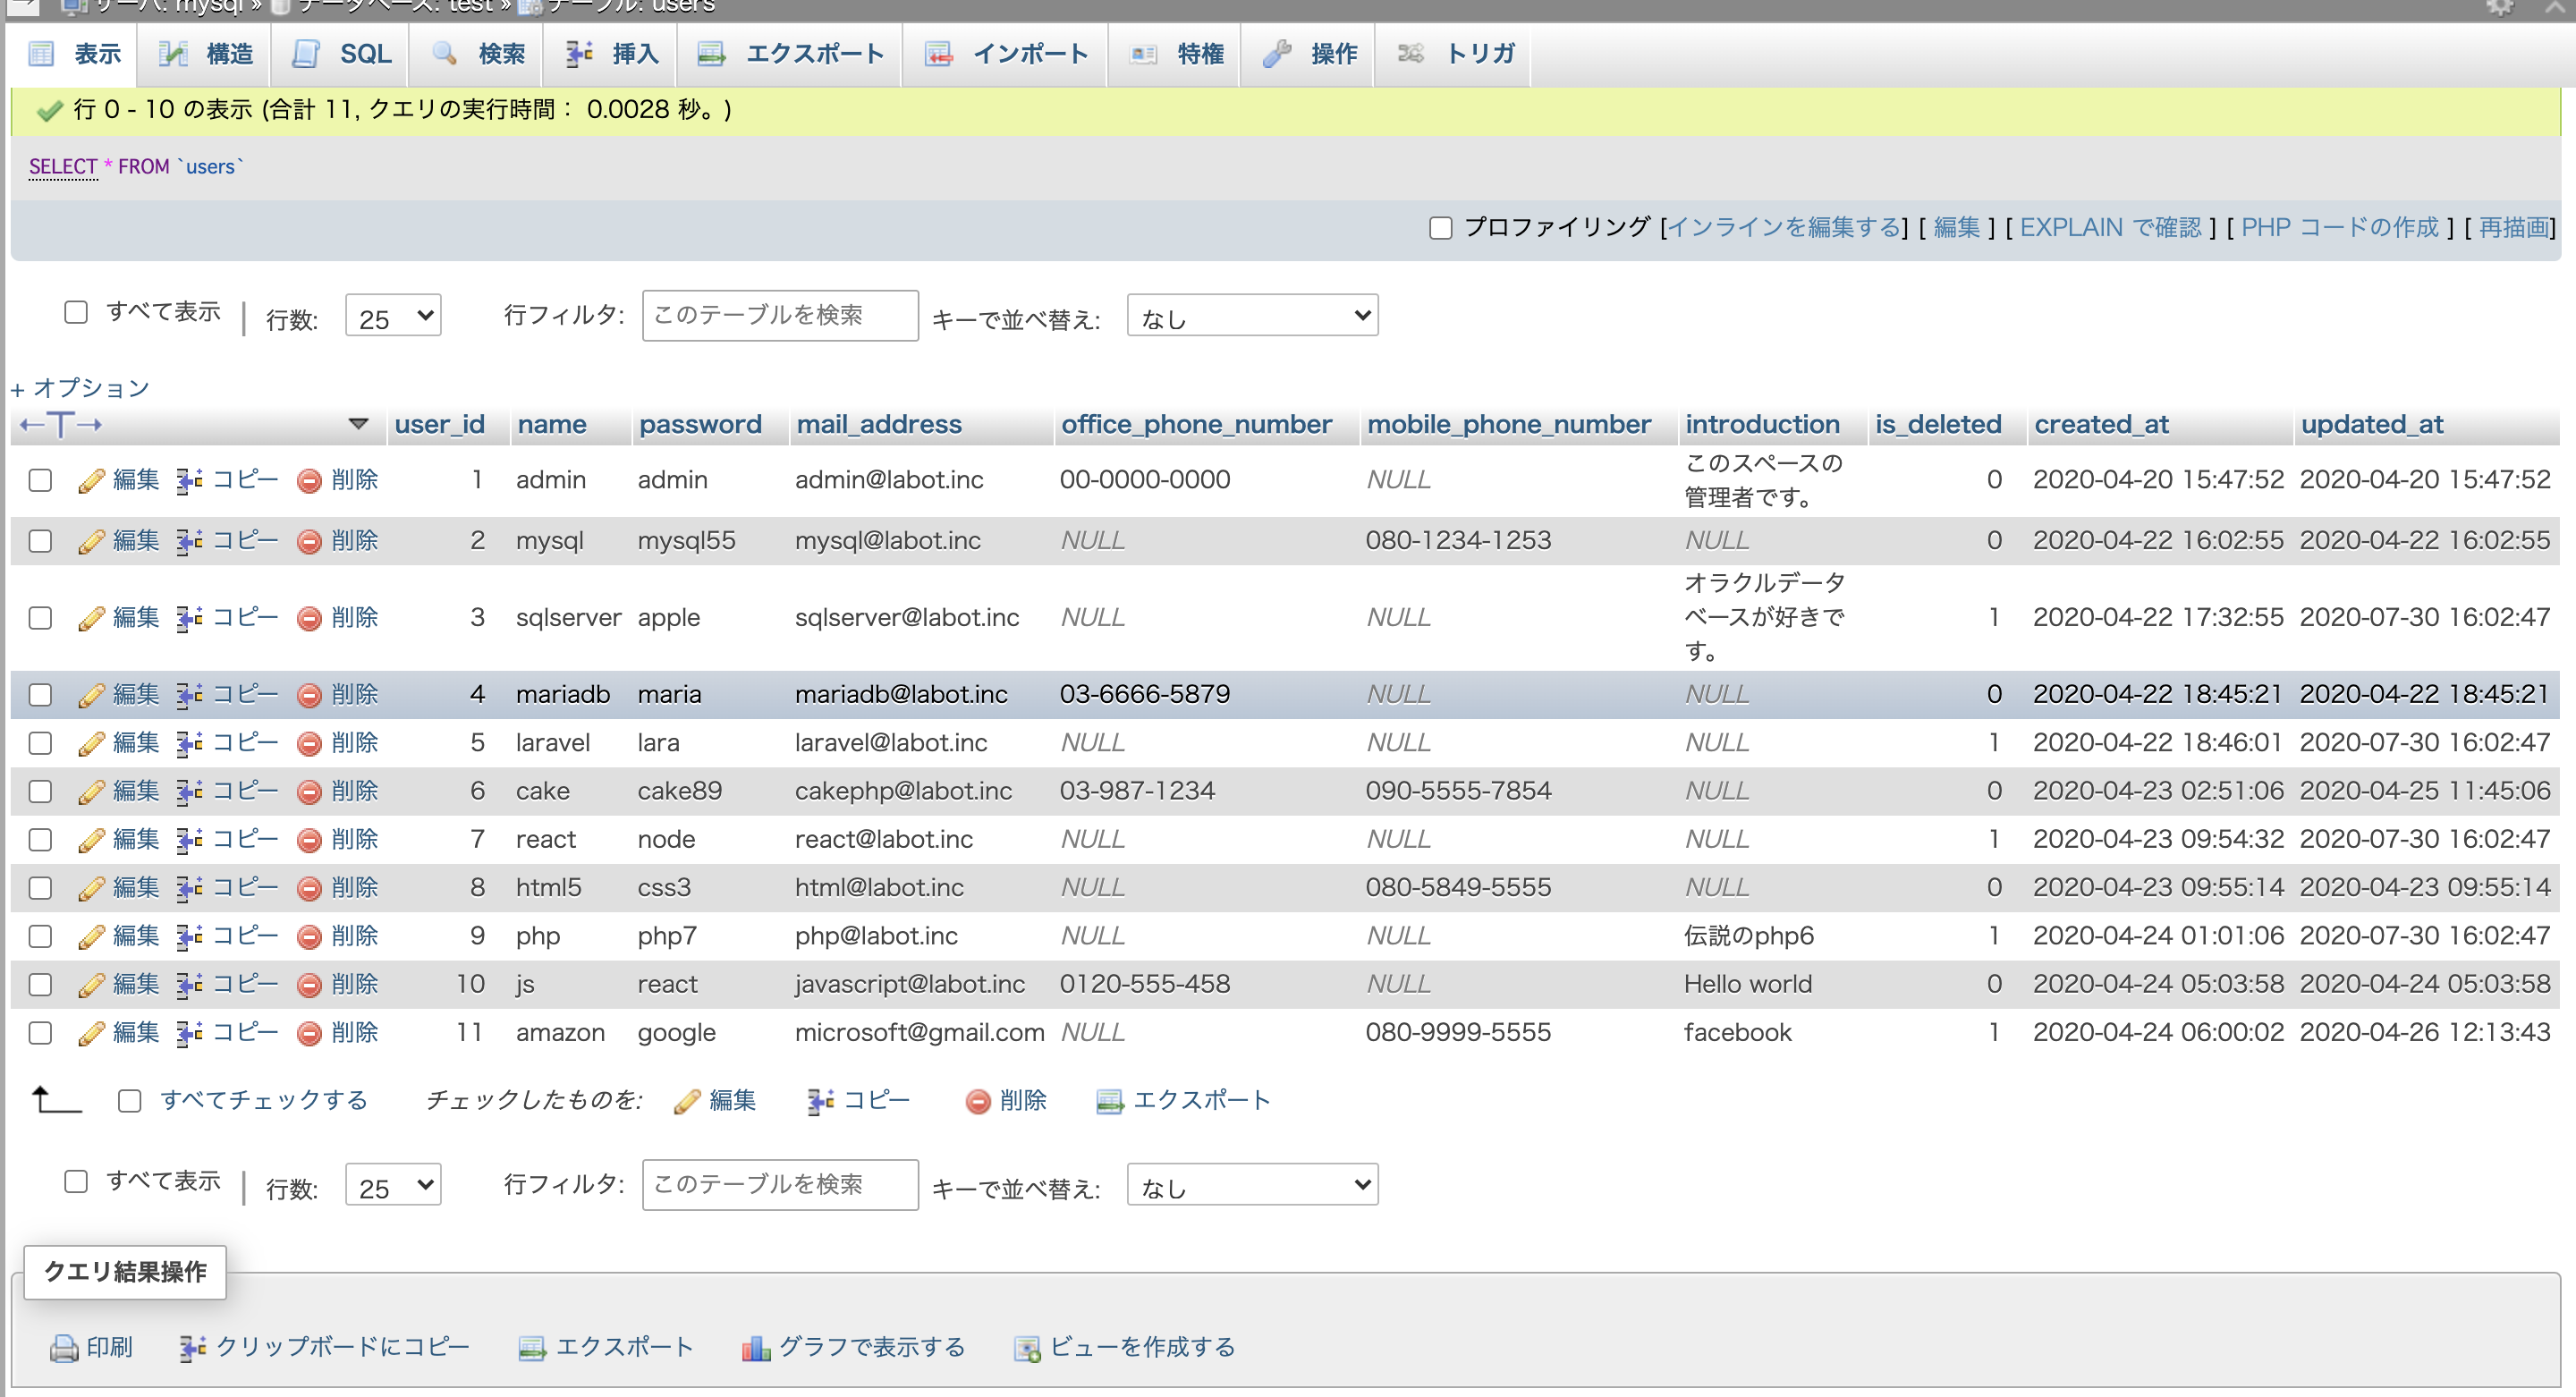 サーバ: mysql » データベース: test » テーブル: users
表示 構造 SQL 検索 挿入 エクスポート インポート 特権 操作 トリガ
行 0 - 10 の表示 (合計 11, クエリの実行時間： 0.0028 秒。)
SELECT * FROM `users`
プロファイリング [インラインを編集する] [ 編集 ] [ EXPLAIN で確認 ] [ PHP コードの作成 ] [ 再描画]
すべて表示 | 行数: 25 行フィルタ: このテーブルを検索 キーで並べ替え: なし
+ オプション
←T→ user_id name password mail_address office_phone_number mobile_phone_number introduction is_deleted created_at updated_at
編集 コピー 削除 1 admin admin admin@labot.inc 00-0000-0000 NULL このスペースの管理者です。 0 2020-04-20 15:47:52 2020-04-20 15:47:52
編集 コピー 削除 2 mysql mysql55 mysql@labot.inc NULL 080-1234-1253 NULL 0 2020-04-22 16:02:55 2020-04-22 16:02:55
編集 コピー 削除 3 sqlserver apple sqlserver@labot.inc NULL NULL オラクルデータベースが好きです。 1 2020-04-22 17:32:55 2020-07-30 16:02:47
編集 コピー 削除 4 mariadb maria mariadb@labot.inc 03-6666-5879 NULL NULL 0 2020-04-22 18:45:21 2020-04-22 18:45:21
編集 コピー 削除 5 laravel lara laravel@labot.inc NULL NULL NULL 1 2020-04-22 18:46:01 2020-07-30 16:02:47
編集 コピー 削除 6 cake cake89 cakephp@labot.inc 03-987-1234 090-5555-7854 NULL 0 2020-04-23 02:51:06 2020-04-25 11:45:06
編集 コピー 削除 7 react node react@labot.inc NULL NULL NULL 1 2020-04-23 09:54:32 2020-07-30 16:02:47
編集 コピー 削除 8 html5 css3 html@labot.inc NULL 080-5849-5555 NULL 0 2020-04-23 09:55:14 2020-04-23 09:55:14
編集 コピー 削除 9 php php7 php@labot.inc NULL NULL 伝説のphp6 1 2020-04-24 01:01:06 2020-07-30 16:02:47
編集 コピー 削除 10 js react javascript@labot.inc 0120-555-458 NULL Hello world 0 2020-04-24 05:03:58 2020-04-24 05:03:58
編集 コピー 削除 11 amazon google microsoft@gmail.com NULL 080-9999-5555 facebook 1 2020-04-24 06:00:02 2020-04-26 12:13:43
すべてチェックする チェックしたものを: 編集 コピー 削除 エクスポート
すべて表示 | 行数: 25 行フィルタ: このテーブルを検索 キーで並べ替え: なし
クエリ結果操作
印刷 クリップボードにコピー エクスポート グラフで表示する ビューを作成する